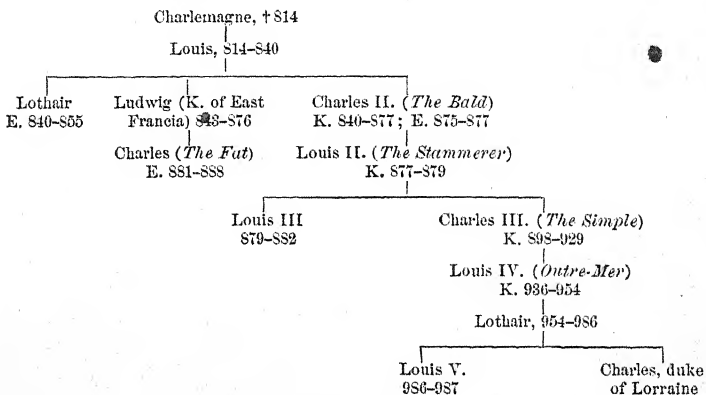 Charlemagne, †814
Louis, 814–840
Lothair
E. 840–855
Ludwig (K. of East
Francia) 843–876
Charles II. (The Bald)
K. 840–877; E. 875–877
Charles (The Fat)
E. 881–888
Louis II. (The Stammerer)
K. 877–879
Louis III
879–882
Charles III. (The Simple)
K. 898–929
Louis IV. (Outre-Mer)
K. 936–954
Lothair, 954–986
Louis V.
986–987
Charles, duke
of Lorraine